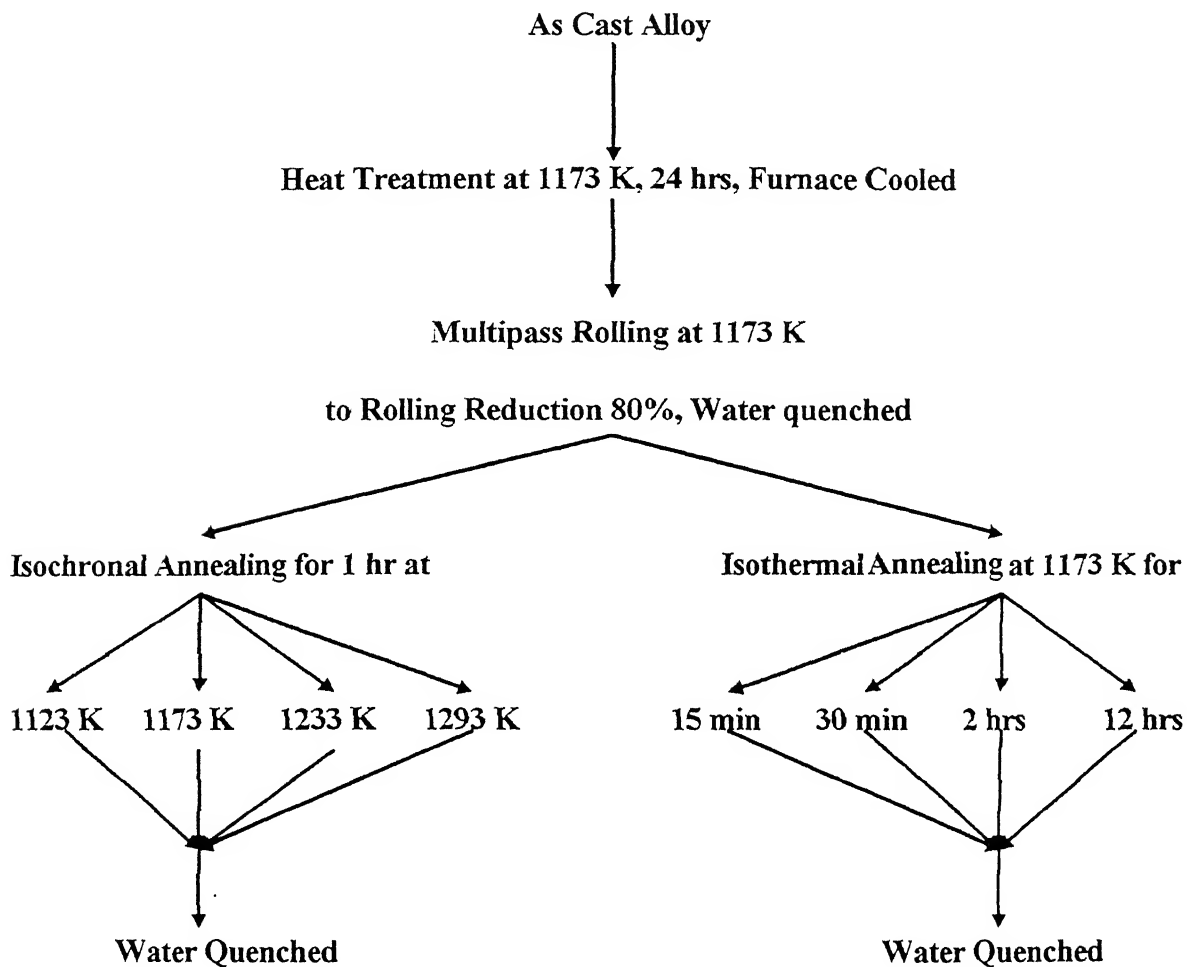 As Cast Alloy
Heat Treatment at 1173 K, 24 hrs, Furnace Cooled
Multipass Rolling at 1173 K
to Rolling Reduction 80%, Water quenched
Isochronal Annealing for 1 hr at
Isothermal Annealing at 1173 K for
1123 K 1173 K 1233 K 1293 K
15 min 30 min 2 hrs 12 hrs
Water Quenched
Water Quenched